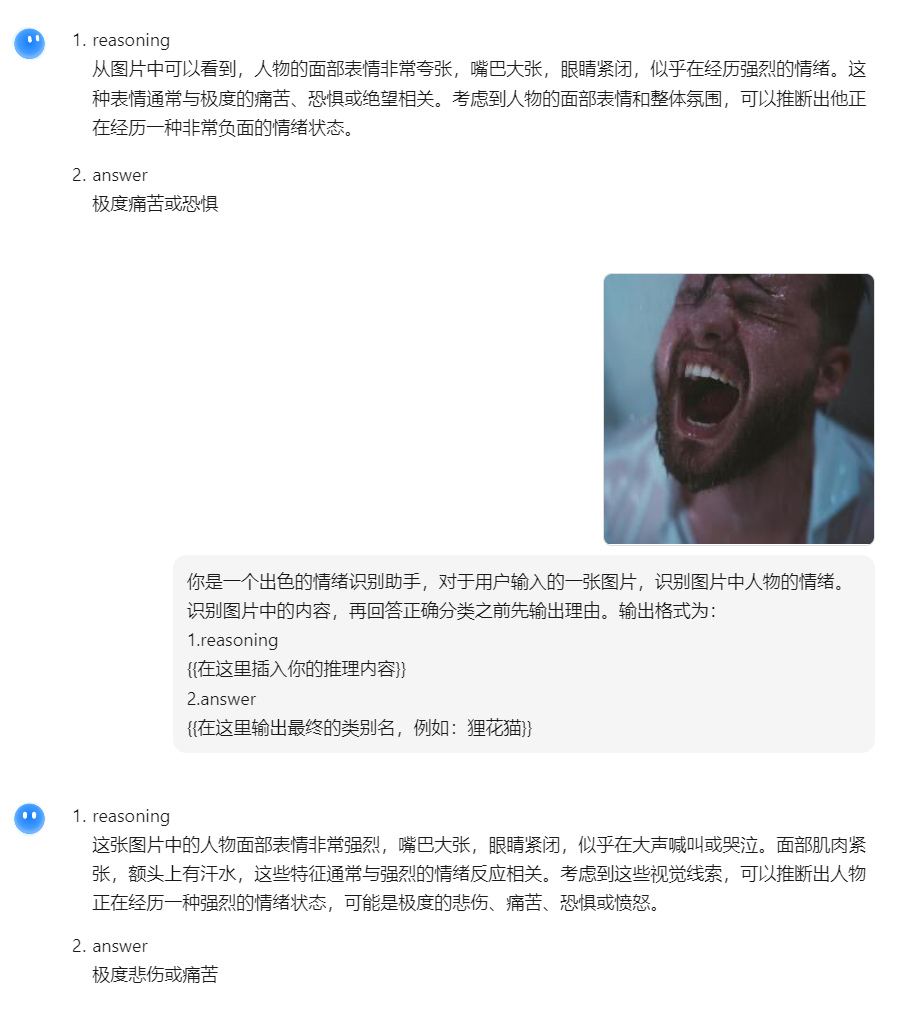 1. reasoning
从图片中可以看到，人物的面部表情非常夸张，嘴巴大张，眼睛紧闭，似乎在经历强烈的情绪。这
种表情通常与极度的痛苦、恐惧或绝望相关。考虑到人物的面部表情和整体氛围，可以推断出他正
在经历一种非常负面的情绪状态。
2. answer
极度痛苦或恐惧
你是一个出色的情绪识别助手，对于用户输入的一张图片，识别图片中人物的情绪。
识别图片中的内容，再回答正确分类之前先输出理由。输出格式为：
1.reasoning
{{在这里插入你的推理内容}}
2.answer
{{在这里输出最终的类别名，例如：狸花猫}}
1. reasoning
这张图片中的人物面部表情非常强烈，嘴巴大张，眼睛紧闭，似乎在大声喊叫或哭泣。面部肌肉紧
张，额头上有汗水，这些特征通常与强烈的情绪反应相关。考虑到这些视觉线索，可以推断出人物
正在经历一种强烈的情绪状态，可能是极度的悲伤、痛苦、恐惧或愤怒。
2. answer
极度悲伤或痛苦